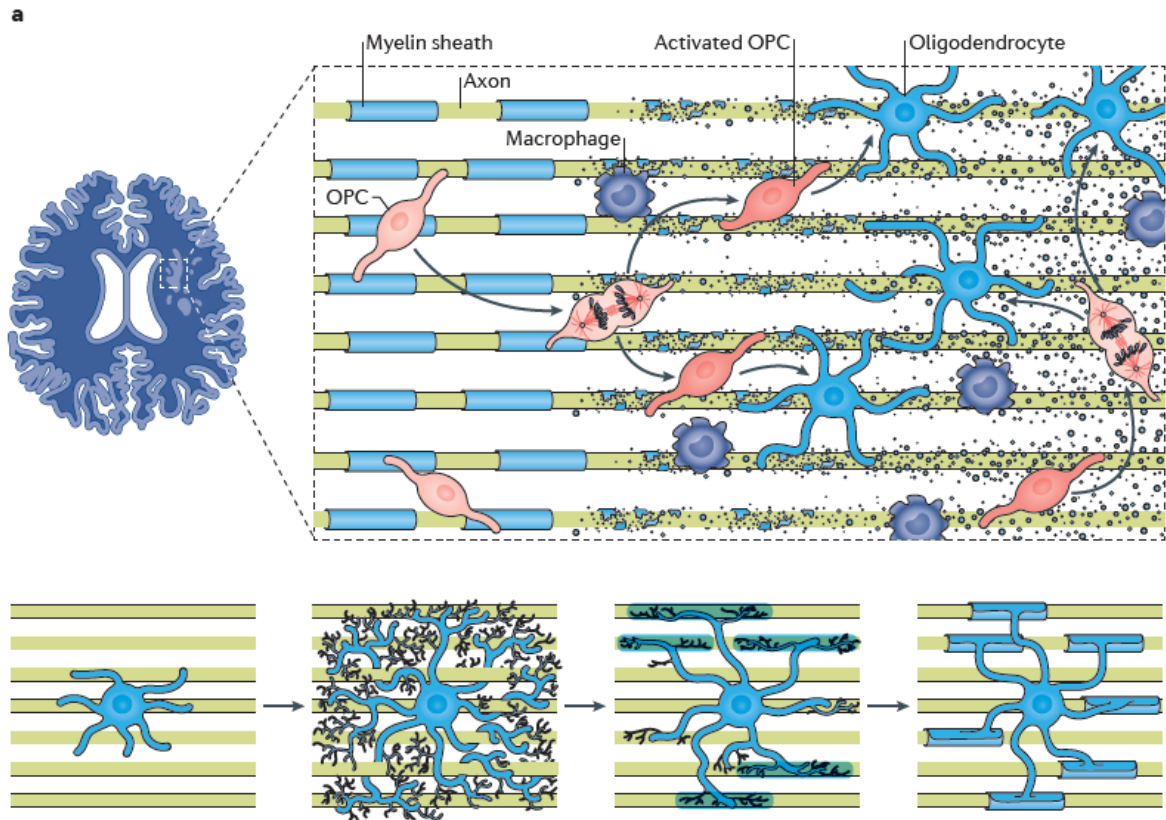 a
Myelin sheath
Activated OPC
Oligodendrocyte
Axon
Macrophage
OPC